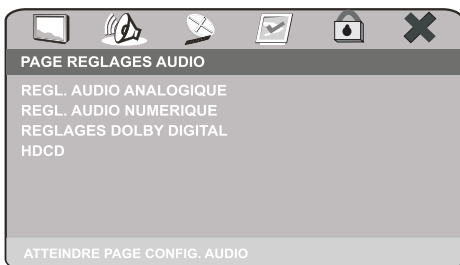 PAGE REGLAGES AUDIO
REGL. AUDIO ANALOGIQUE
REGL. AUDIO NUMERIQUE
REGLAGES DOLBY DIGITAL
HDCD
ATTEINDRE PAGE CONFIG. AUDIO